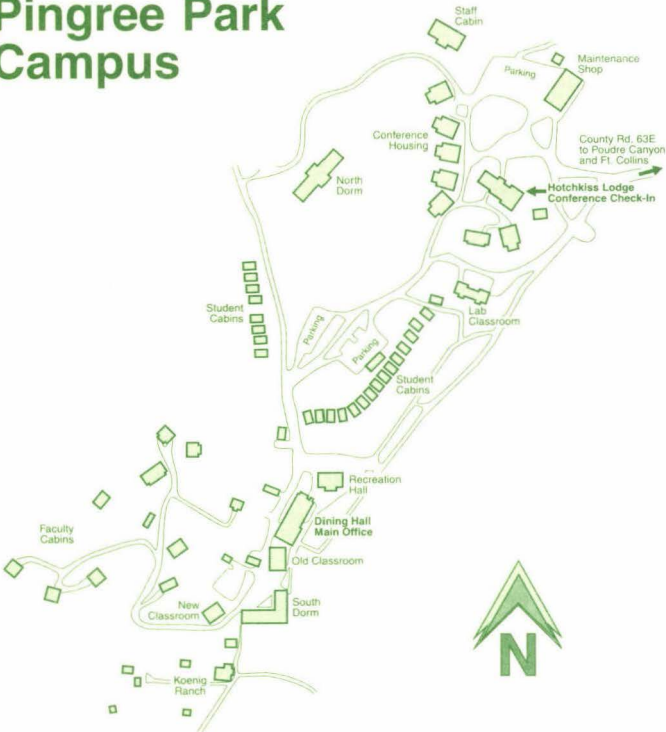 Pingree Park
Campus
Staff
Cabin
Parking
Maintenance
Shop
Conference
Housing
County Rd. 63E
to Poudre Canyon
and Ft. Collins
North
Dorm
Hotchkiss Lodge
Conference Check-In
Student
Cabins
Parking
Parking
Lab
Classroom
Student
Cabins
Recreation
Hall
Dining Hall
Main Office
Faculty
Cabins
Old Classroom
New
Classroom
South
Dorm
Koenig
Ranch
N